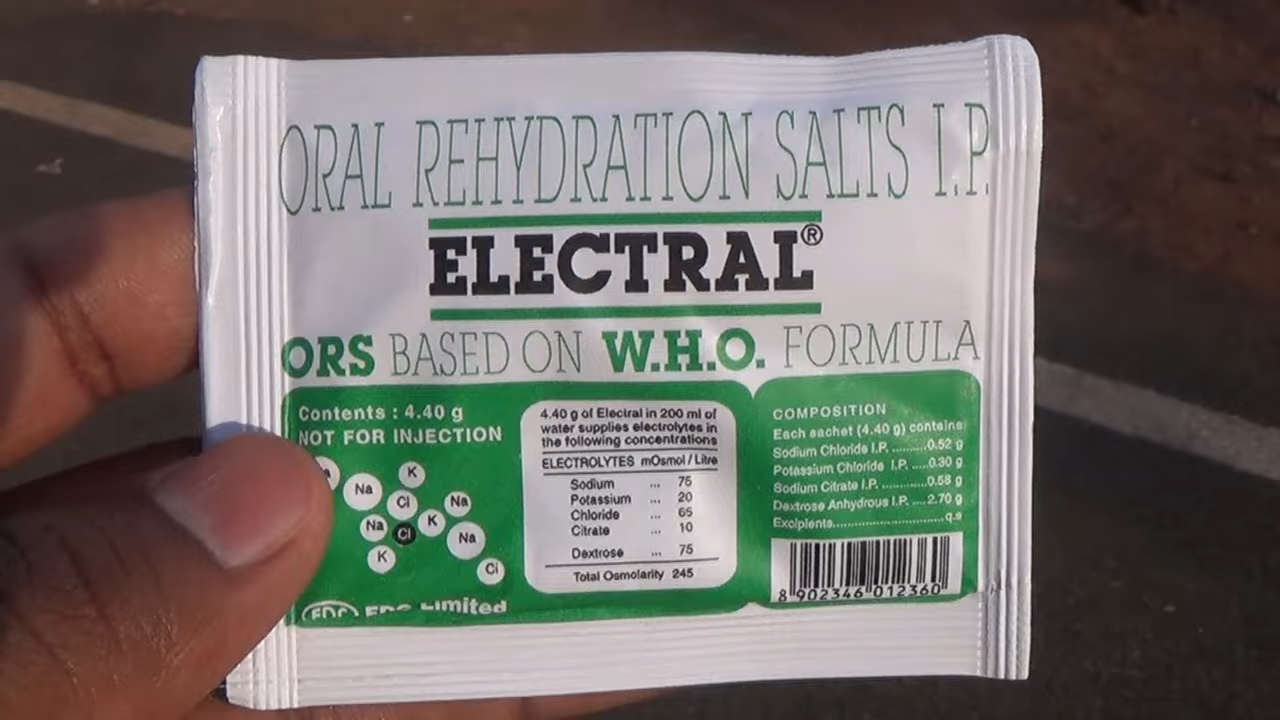 ORAL REHYDRATION SALTS I.P.
ELECTRAL®
ORS BASED ON W.H.O. FORMULA
Contents : 4.40 g
NOT FOR INJECTION
K
Na
Cl
Na
Na
K
Cl
Na
K
Cl
FDC Limited
4.40 g of Electral in 200 ml of
water supplies electrolytes in
the following concentrations
ELECTROLYTES mOsmol / Litre
Sodium ... 75
Potassium ... 20
Chloride ... 65
Citrate ... 10
Dextrose ... 75
Total Osmolarity 245
COMPOSITION
Each sachet (4.40 g) contains
Sodium Chloride I.P. ..........0.52 g
Potassium Chloride I.P. .....0.30 g
Sodium Citrate I.P. .............0.58 g
Dextrose Anhydrous I.P. ....2.70 g
Excipients...........................q.s
8 902346 012360